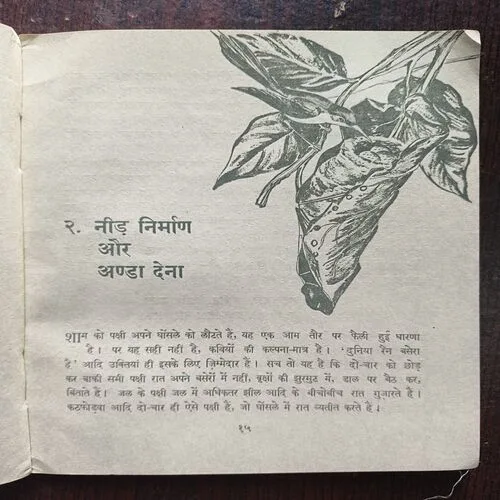 २. नीड़ निर्माण
और
अण्डा देना
शाम को पक्षी अपने घोंसले को लौटते हैं, यह एक आम तौर पर फैली हुई धारणा
है। पर यह सही नहीं है, कवियों की कल्पना-मात्र है। 'दुनिया रैन बसेरा
है' आदि उक्तियां ही इसके लिए ज़िम्मेदार हैं। सच तो यह है कि दो-चार को छोड़
कर बाकी सभी पक्षी रात अपने बसेरों में नहीं, वृक्षों की झुरमुट में, डाल पर बैठ कर,
बिताते हैं। जल के पक्षी जल में अधिकतर झील आदि के बीचोंबीच रात गुज़ारते हैं।
कठफोड़वा आदि दो-चार ही ऐसे पक्षी हैं, जो घोंसले में रात व्यतीत करते हैं।
१५